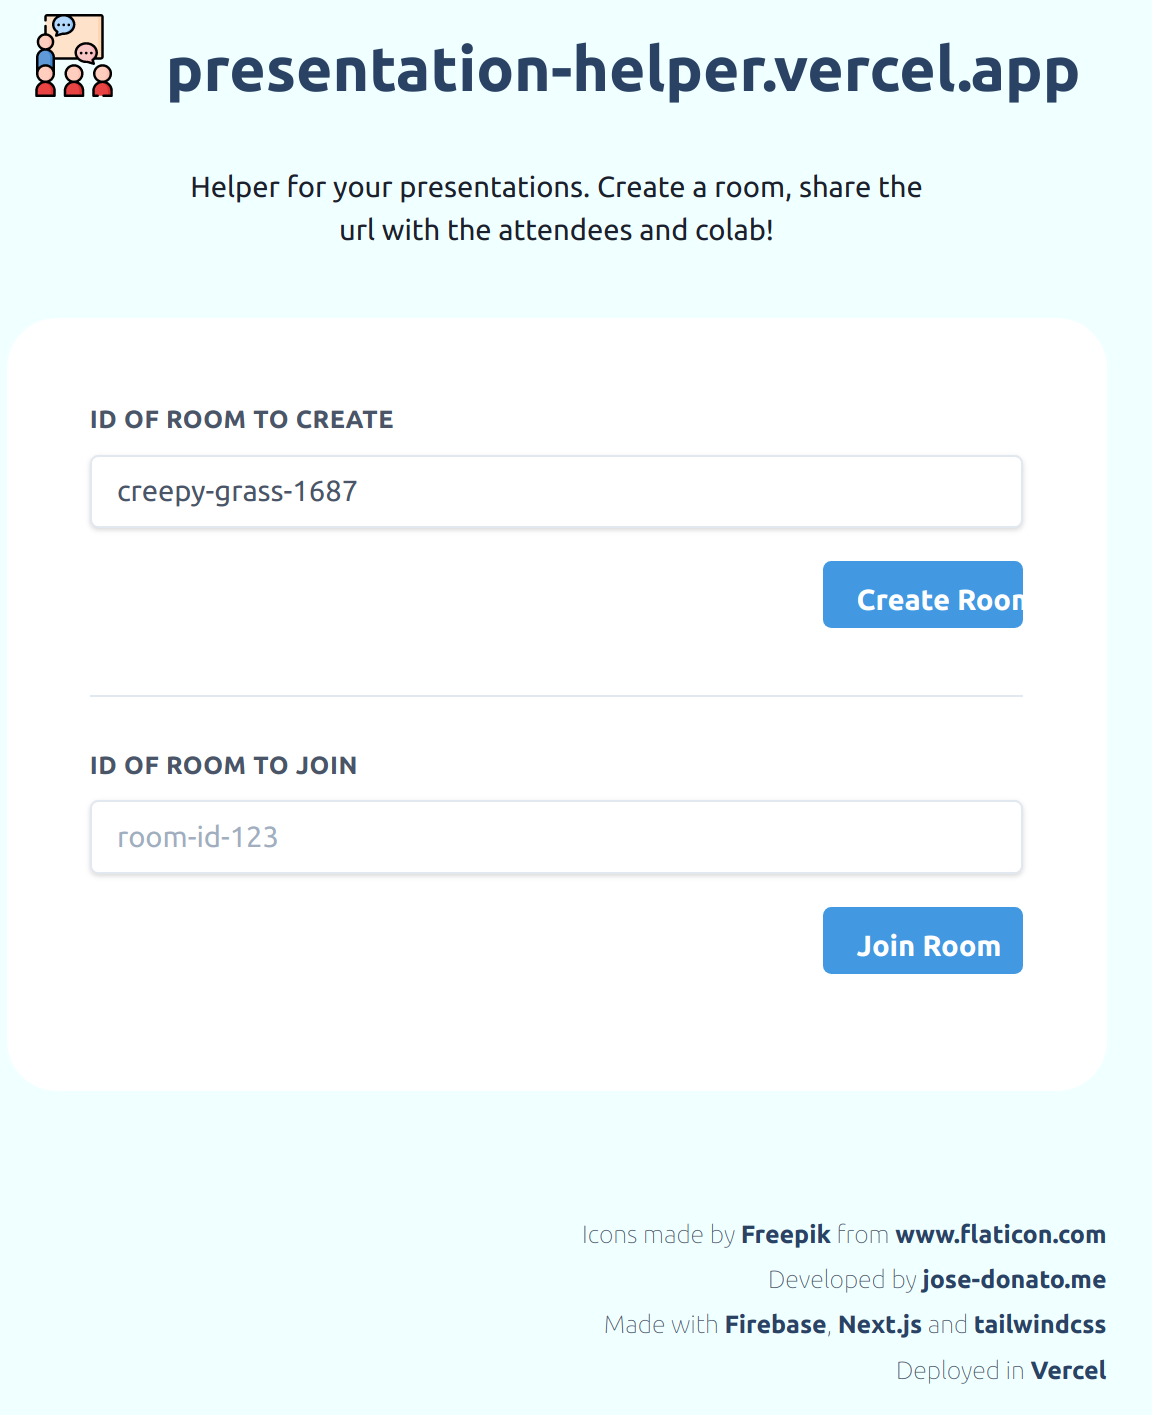 presentation-helper.vercel.app
Helper for your presentations. Create a room, share the
url with the attendees and colab!
ID OF ROOM TO CREATE
creepy-grass-1687
Create Room
ID OF ROOM TO JOIN
room-id-123
Join Room
Icons made by Freepik from www.flaticon.com
Developed by jose-donato.me
Made with Firebase, Next.js and tailwindcss
Deployed in Vercel